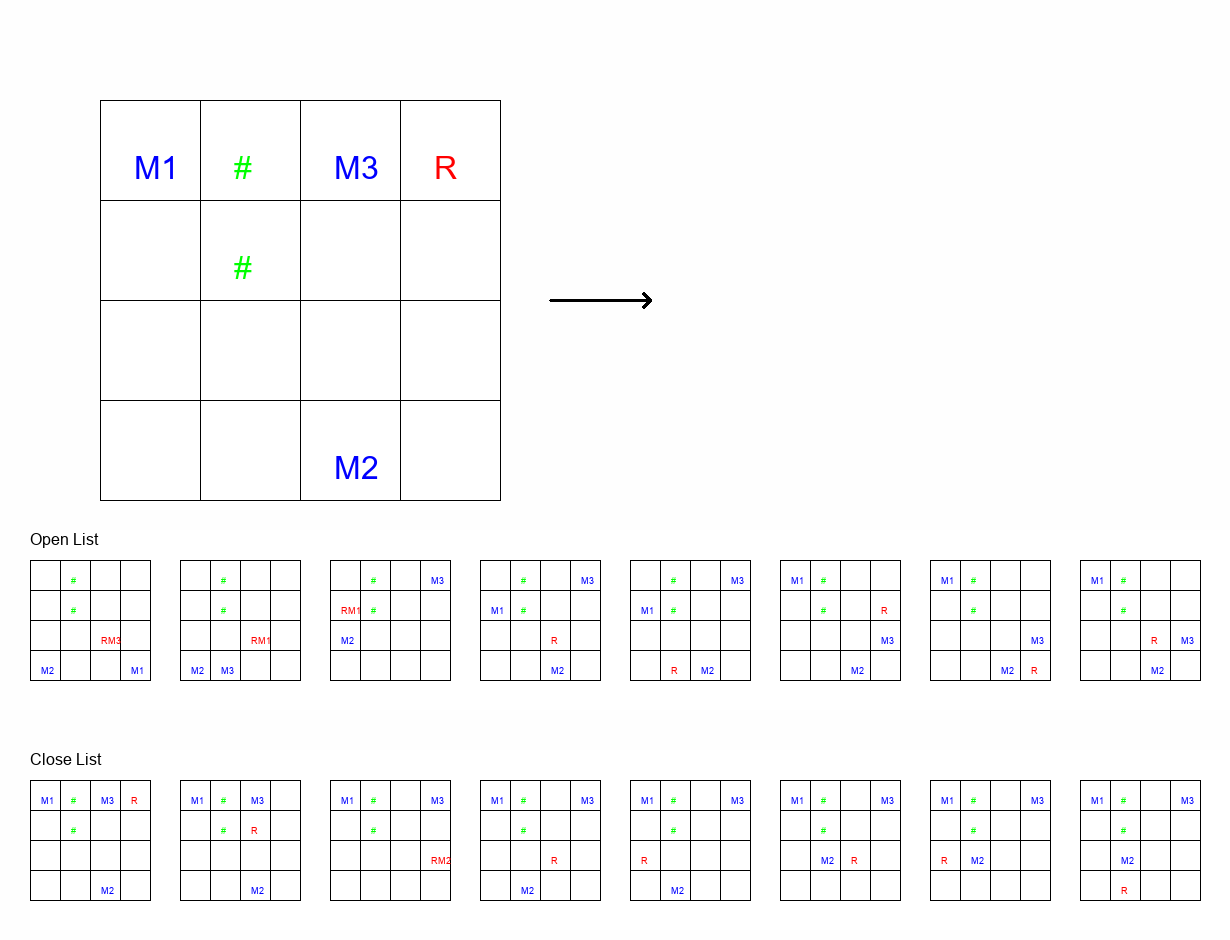 M1 # M3 R
#
M2
Open List
# # # # M3 # M3 # M3 M1 # M1 # M1 #
# # RM1 # M1 # M1 # # R # #
RM3 RM1 M2 R M3 M3 R M3
M2 M1 M2 M3 M2 R M2 M2 M2 R M2
Close List
M1 # M3 R M1 # M3 M1 # M3 M1 # M3 M1 # M3 M1 # M3 M1 # M3 M1 # M3
# # R # # # # # #
RM2 R R M2 R R M2 M2
M2 M2 M2 M2 R